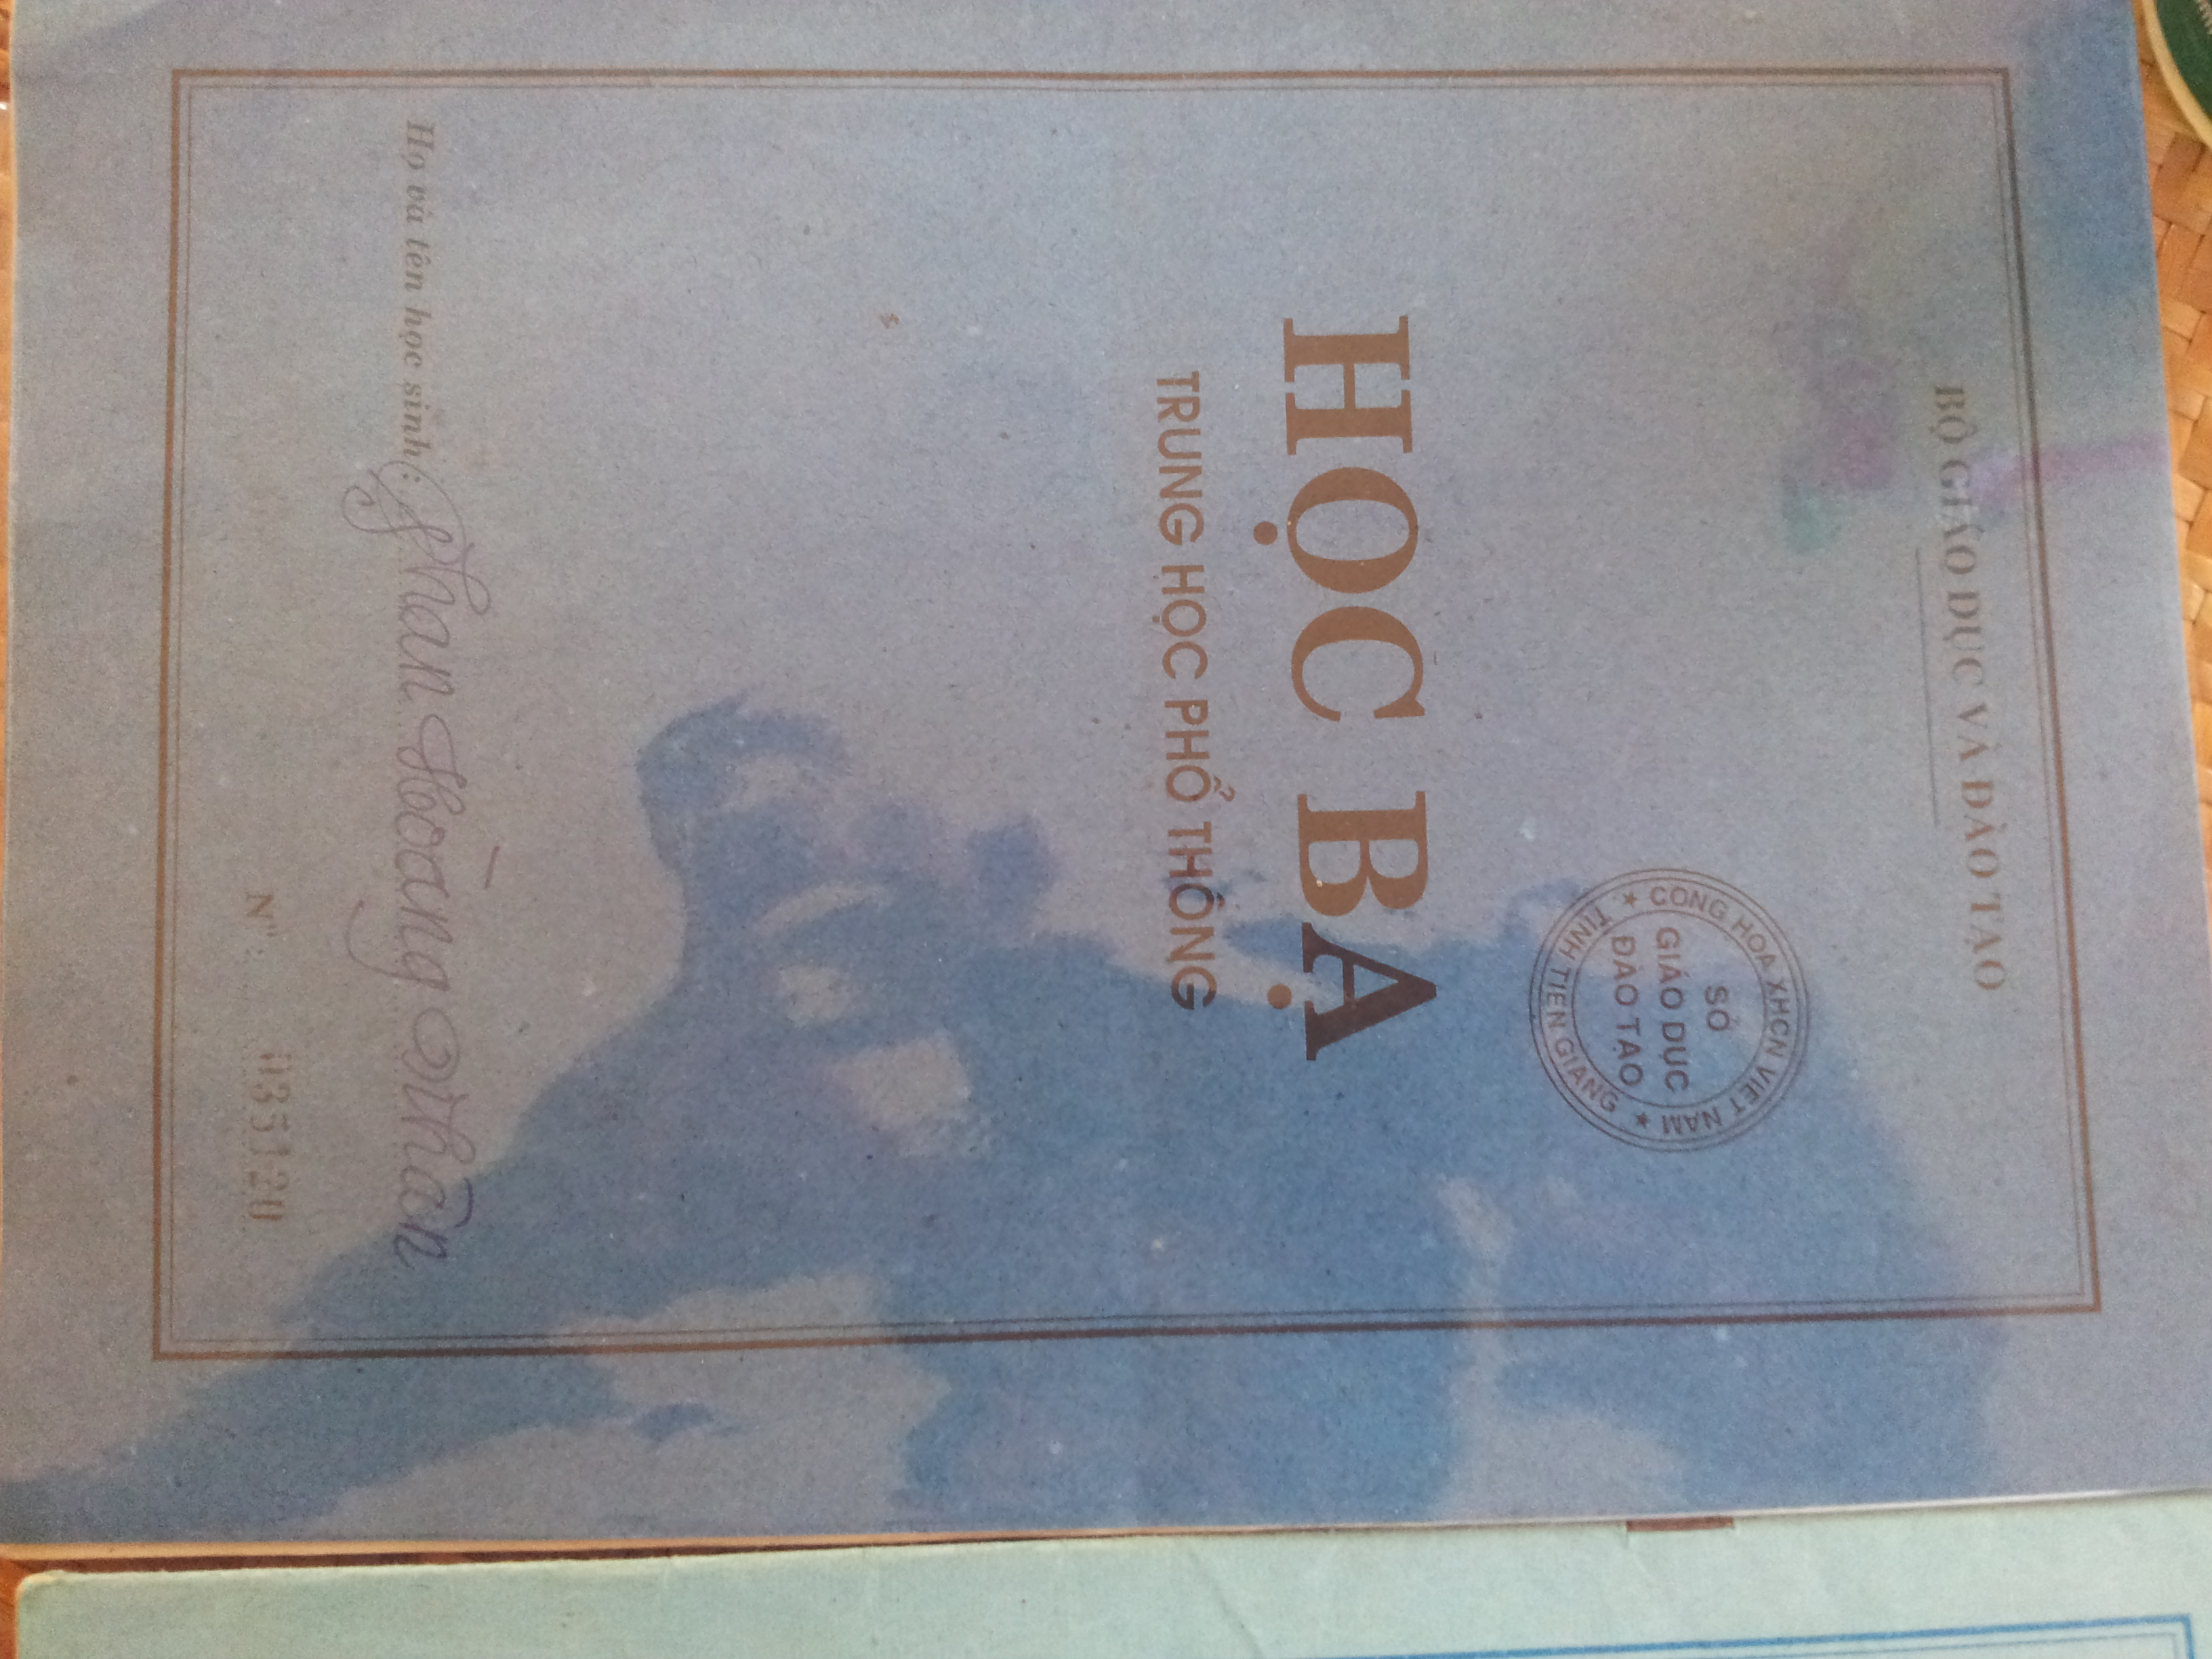 BỘ GIÁO DỤC VÀ ĐÀO TẠO
★ CỘNG HOÀ XHCN VIỆT NAM ★
TỈNH TIỀN GIANG
SỞ
GIÁO DỤC
ĐÀO TẠO
HỌC BẠ
TRUNG HỌC PHỔ THÔNG
Họ và tên học sinh: Phan Hoàng Nhân
Nº: 035120